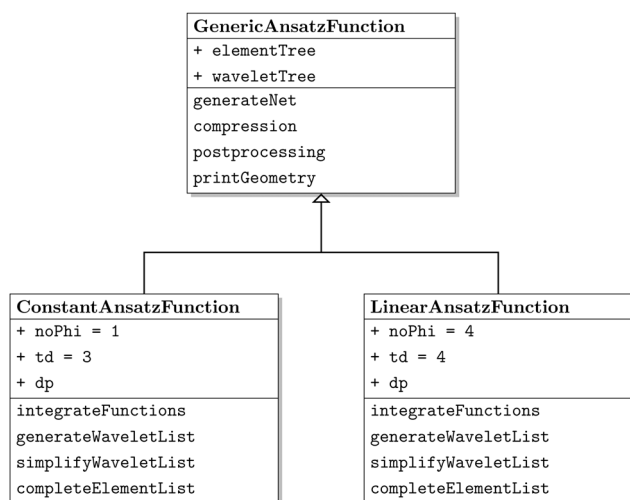 GenericAnsatzFunction
+ elementTree
+ waveletTree
generateNet
compression
postprocessing
printGeometry
ConstantAnsatzFunction
+ noPhi = 1
+ td = 3
+ dp
integrateFunctions
generateWaveletList
simplifyWaveletList
completeElementList
LinearAnsatzFunction
+ noPhi = 4
+ td = 4
+ dp
integrateFunctions
generateWaveletList
simplifyWaveletList
completeElementList